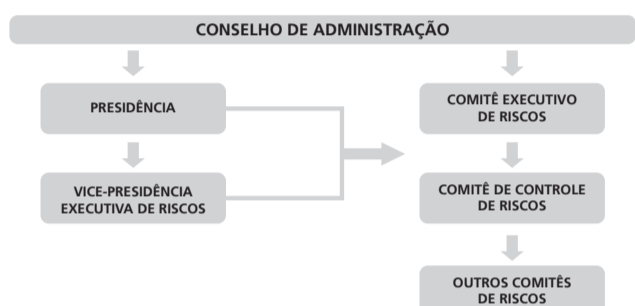 CONSELHO DE ADMINISTRAÇÃO
PRESIDÊNCIA
VICE-PRESIDÊNCIA
EXECUTIVA DE RISCOS
COMITÊ EXECUTIVO
DE RISCOS
COMITÊ DE CONTROLE
DE RISCOS
OUTROS COMITÊS
DE RISCOS